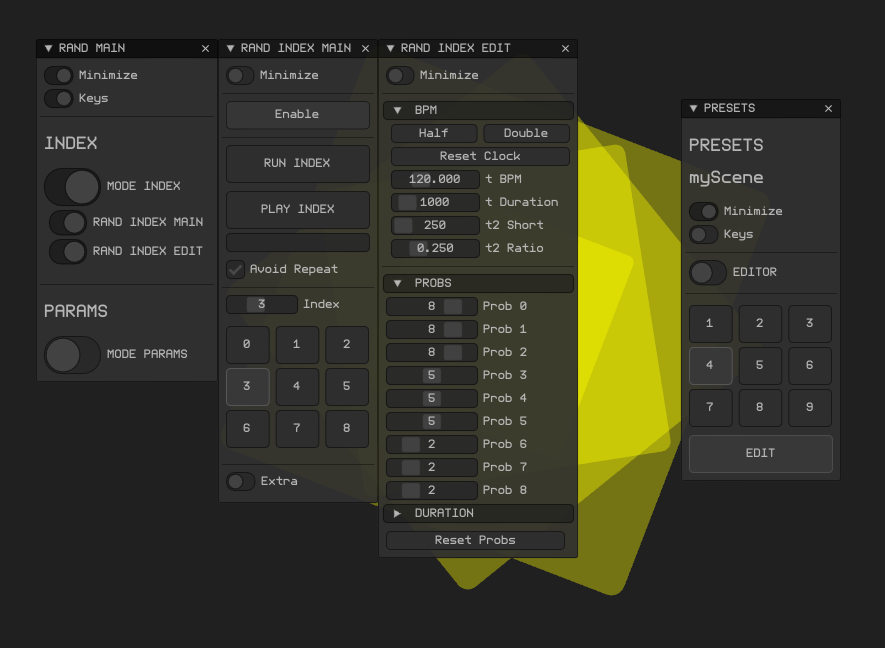 RAND MAIN
Minimize
Keys
INDEX
MODE INDEX
RAND INDEX MAIN
RAND INDEX EDIT
PARAMS
MODE PARAMS
RAND INDEX MAIN
Minimize
Enable
RUN INDEX
PLAY INDEX
Avoid Repeat
3 Index
0 1 2
3 4 5
6 7 8
Extra
RAND INDEX EDIT
Minimize
BPM
Half Double
Reset Clock
120.000 t BPM
1000 t Duration
250 t2 Short
0.250 t2 Ratio
PROBS
8 Prob 0
8 Prob 1
8 Prob 2
5 Prob 3
5 Prob 4
5 Prob 5
2 Prob 6
2 Prob 7
2 Prob 8
DURATION
Reset Probs
PRESETS
PRESETS
myScene
Minimize
Keys
EDITOR
1 2 3
4 5 6
7 8 9
EDIT